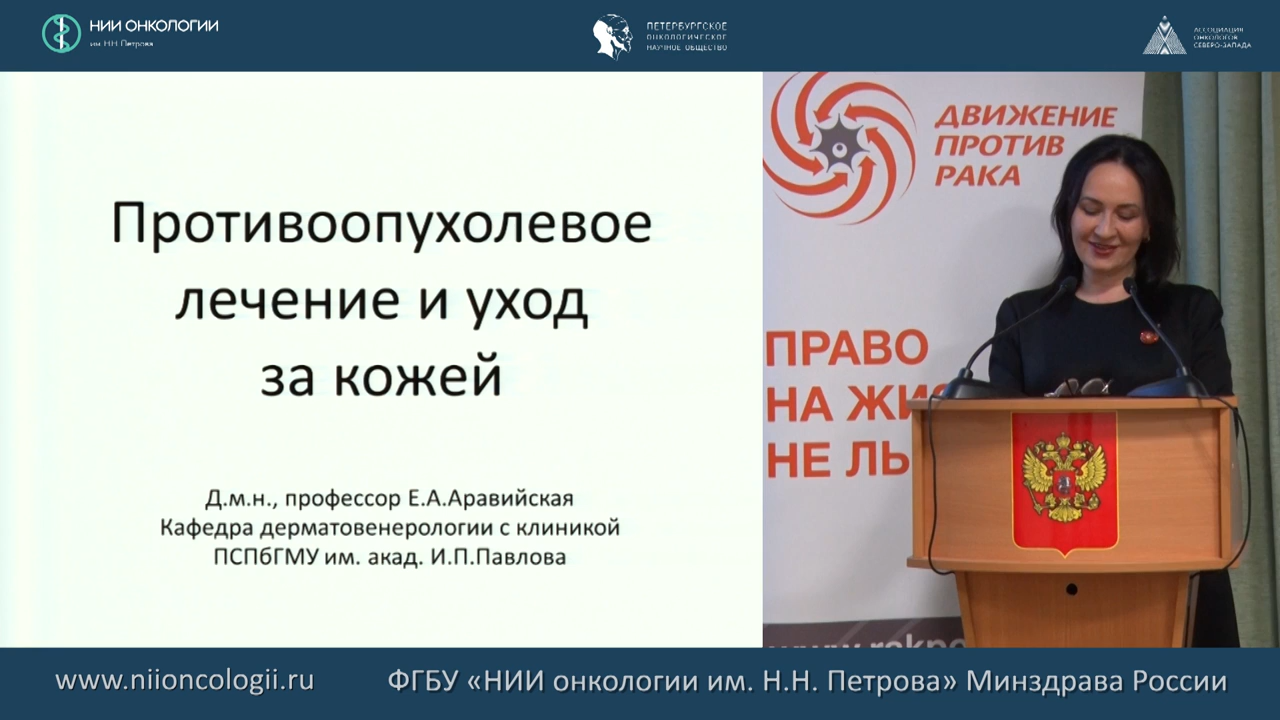 НИИ ОНКОЛОГИИ
им. Н.Н. Петрова
ПЕТЕРБУРГСКОЕ
ОНКОЛОГИЧЕСКОЕ
НАУЧНОЕ ОБЩЕСТВО
АССОЦИАЦИЯ
ОНКОЛОГОВ
СЕВЕРО-ЗАПАДА
Противоопухолевое
лечение и уход
за кожей
Д.м.н., профессор Е.А.Аравийская
Кафедра дерматовенерологии с клиникой
ПСПбГМУ им. акад. И.П.Павлова
ДВИЖЕНИЕ
ПРОТИВ
РАКА
ПРАВО
НА ЖИ
НЕ ЛЬ
www.niioncologii.ru
ФГБУ «НИИ онкологии им. Н.Н. Петрова» Минздрава России